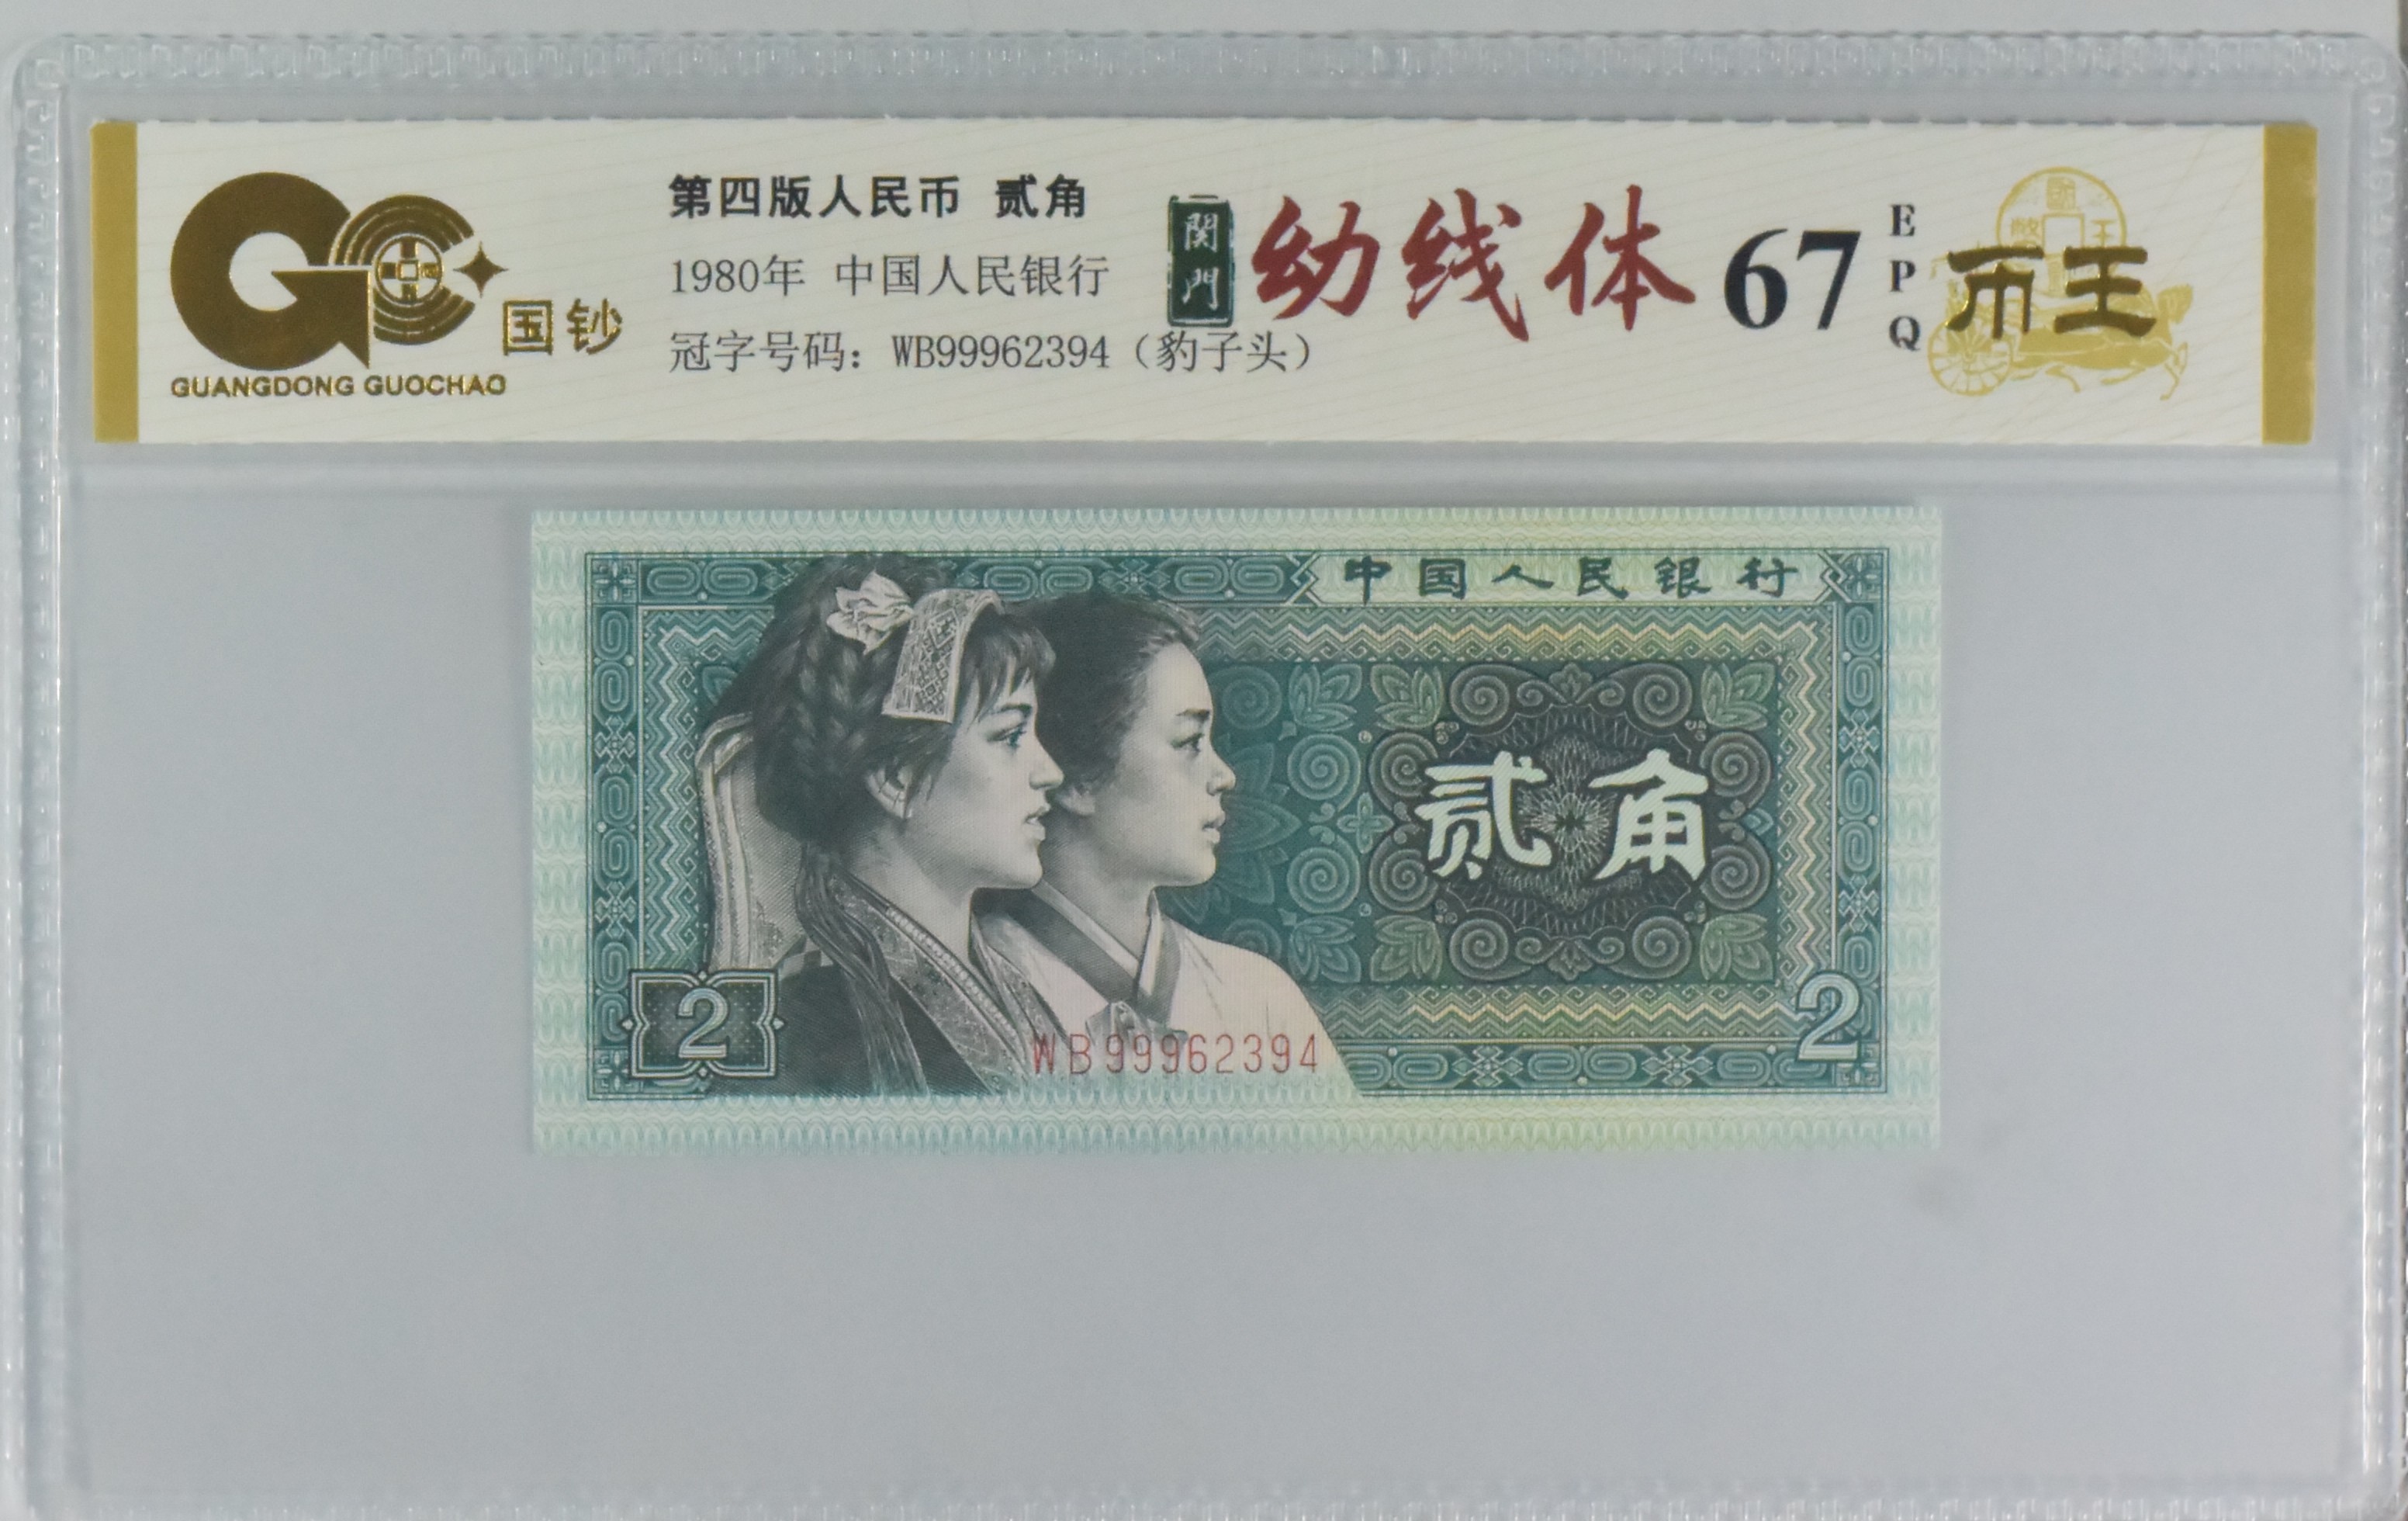 国钞
GUANGDONG GUOCHAO
第四版人民币 贰角
1980年 中国人民银行
冠字号码：WB99962394（豹子头）
関門
幼线体
67
EPQ
币王
中国人民银行
贰角
2
WB99962394
2